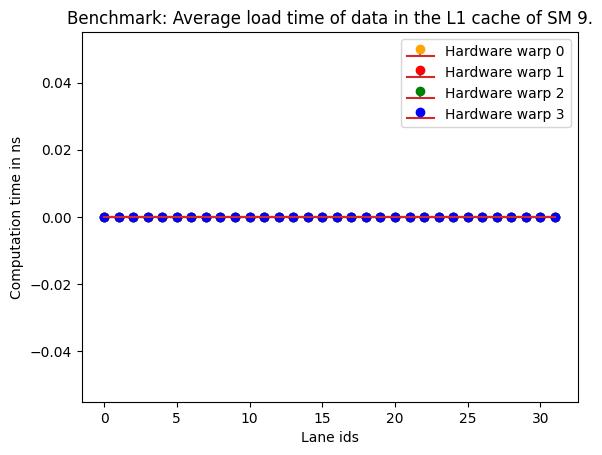 Benchmark: Average load time of data in the L1 cache of SM 9.
Hardware warp 0
Hardware warp 1
Hardware warp 2
Hardware warp 3
Computation time in ns
0.04
0.02
0.00
−0.02
−0.04
0 5 10 15 20 25 30
Lane ids